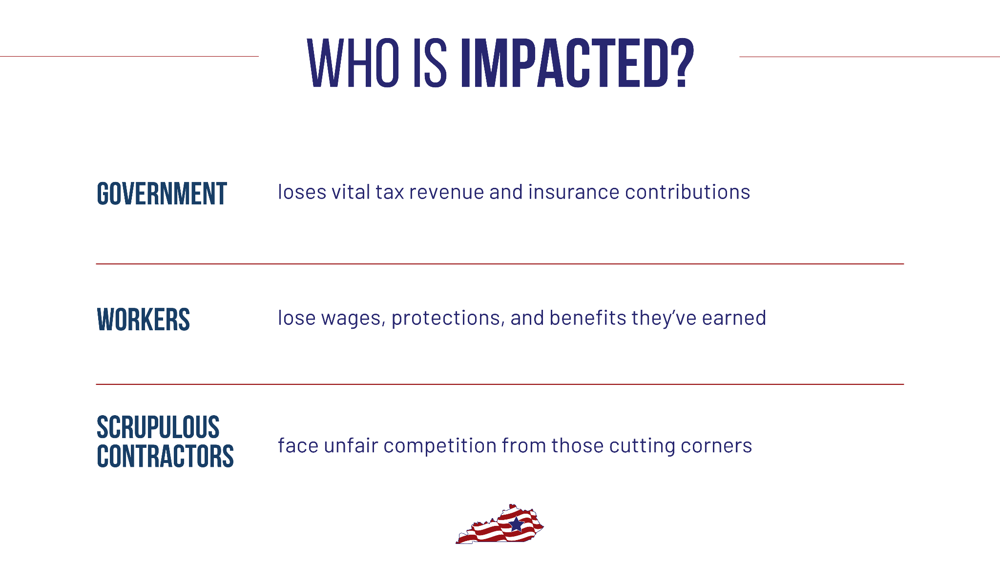 WHO IS IMPACTED?
GOVERNMENT
loses vital tax revenue and insurance contributions
WORKERS
lose wages, protections, and benefits they’ve earned
SCRUPULOUS
CONTRACTORS
face unfair competition from those cutting corners